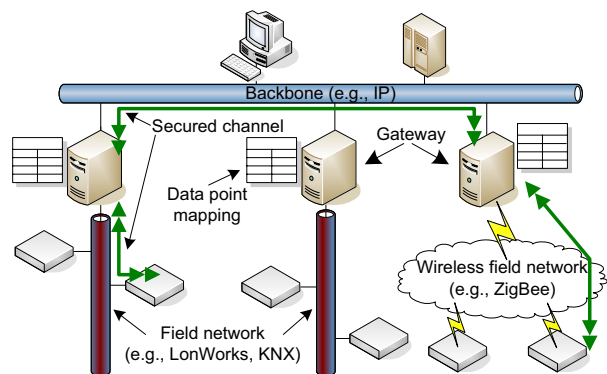 Backbone (e.g., IP)
Secured channel
Gateway
Data point
mapping
Wireless field network
(e.g., ZigBee)
Field network
(e.g., LonWorks, KNX)